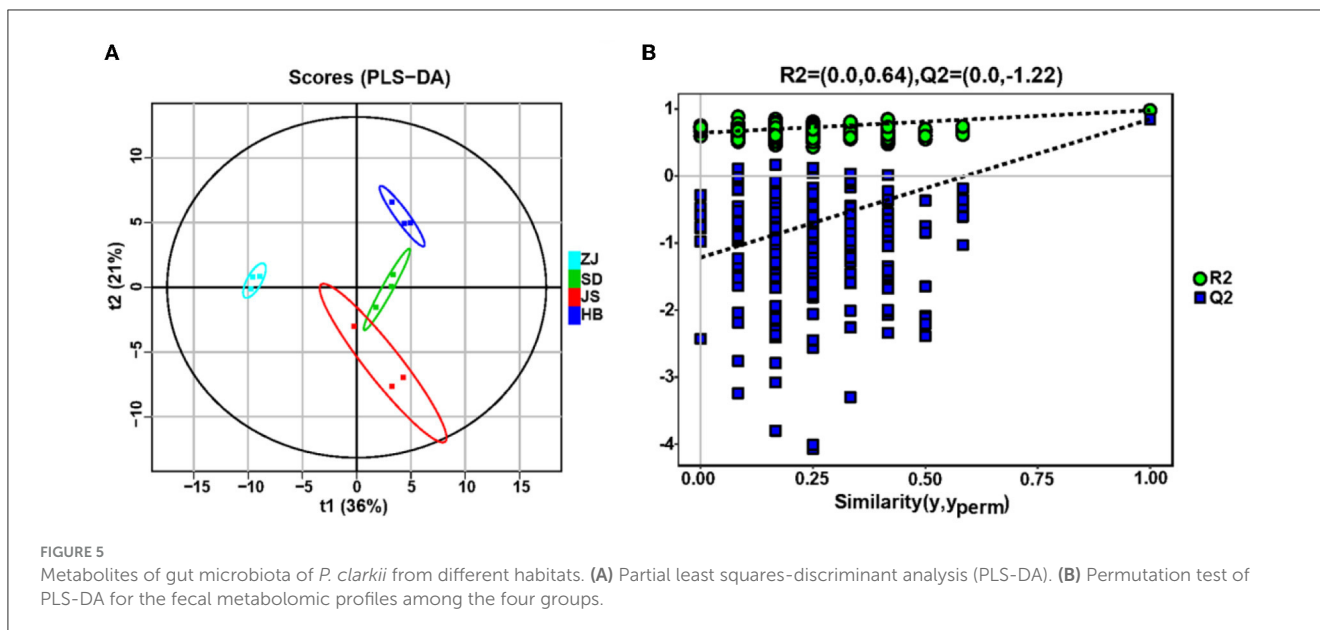 A
Scores (PLS−DA)
t2 (21%)
10
5
0
−5
−10
−15
−10
−5
0
5
10
15
t1 (36%)
ZJ
SD
JS
HB
B
R2=(0.0,0.64),Q2=(0.0,-1.22)
1
0
-1
-2
-3
-4
0.00
0.25
0.50
0.75
1.00
Similarity(y,yperm)
R2
Q2
FIGURE 5
Metabolites of gut microbiota of P. clarkii from different habitats. (A) Partial least squares-discriminant analysis (PLS-DA). (B) Permutation test of
PLS-DA for the fecal metabolomic profiles among the four groups.